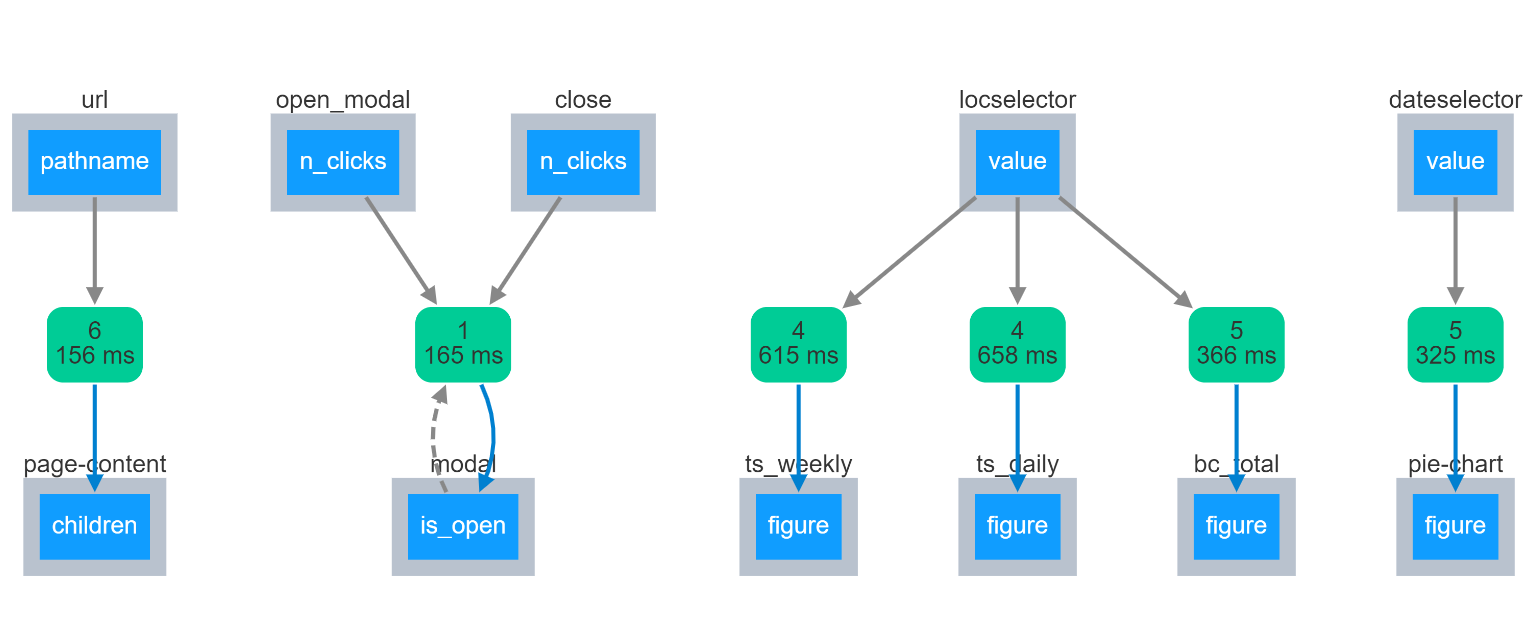 url
open_modal
close
locselector
dateselector
pathname
n_clicks
n_clicks
value
value
6
156 ms
1
165 ms
4
615 ms
4
658 ms
5
366 ms
5
325 ms
page-content
modal
ts_weekly
ts_daily
bc_total
pie-chart
children
is_open
figure
figure
figure
figure